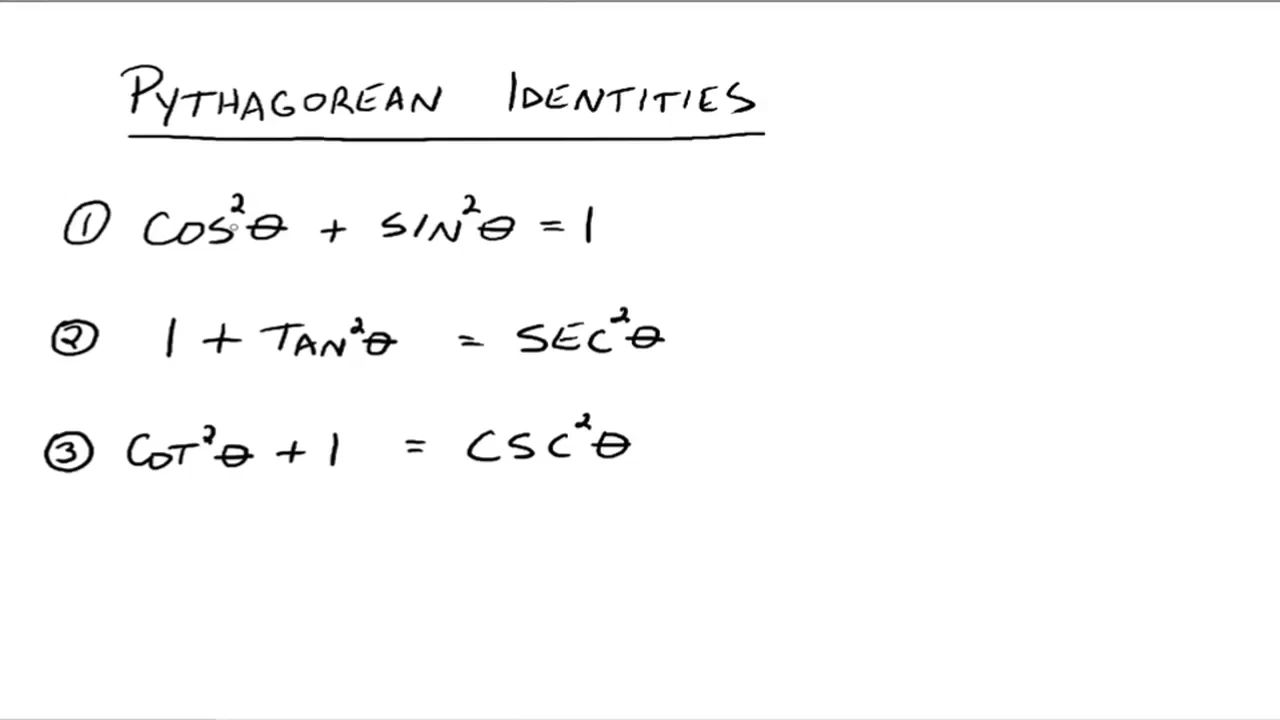 PYTHAGOREAN IDENTITIES
① COS²θ + SIN²θ = 1
② 1 + TAN²θ = SEC²θ
③ COT²θ + 1 = CSC²θ